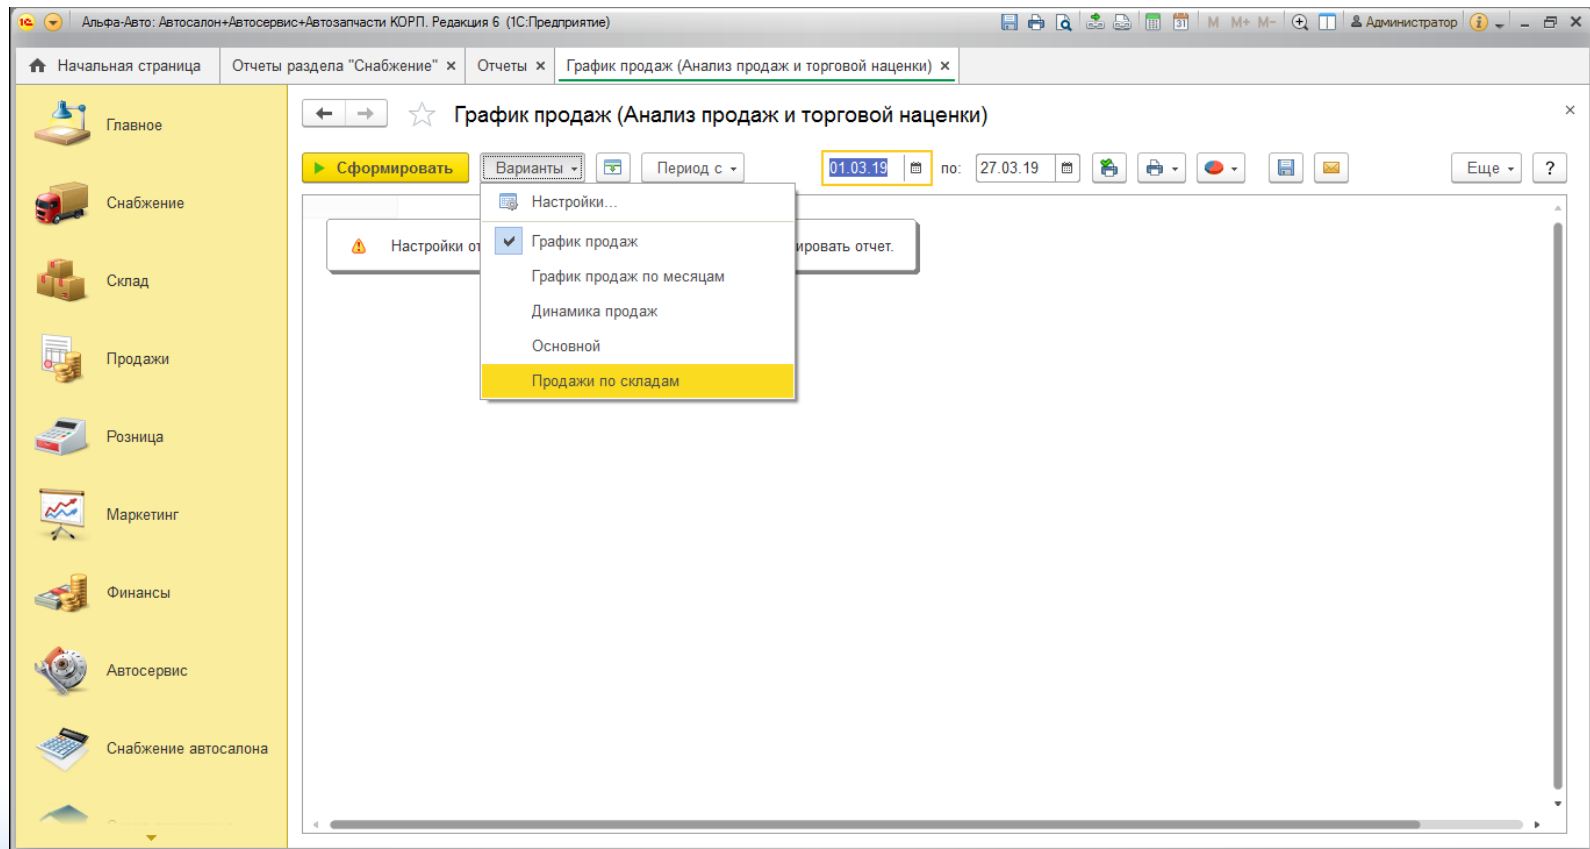 Альфа-Авто: Автосалон+Автосервис+Автозапчасти КОРП. Редакция 6 (1С:Предприятие)
М М+ М- Администратор
Начальная страница Отчеты раздела "Снабжение" Отчеты График продаж (Анализ продаж и торговой наценки)
Главное
Снабжение
Склад
Продажи
Розница
Маркетинг
Финансы
Автосервис
Снабжение автосалона
График продаж (Анализ продаж и торговой наценки)
Сформировать Варианты Период с 01.03.19 по: 27.03.19 Еще ?
Настройки...
График продаж
График продаж по месяцам
Динамика продаж
Основной
Продажи по складам
Настройки от ировать отчет.